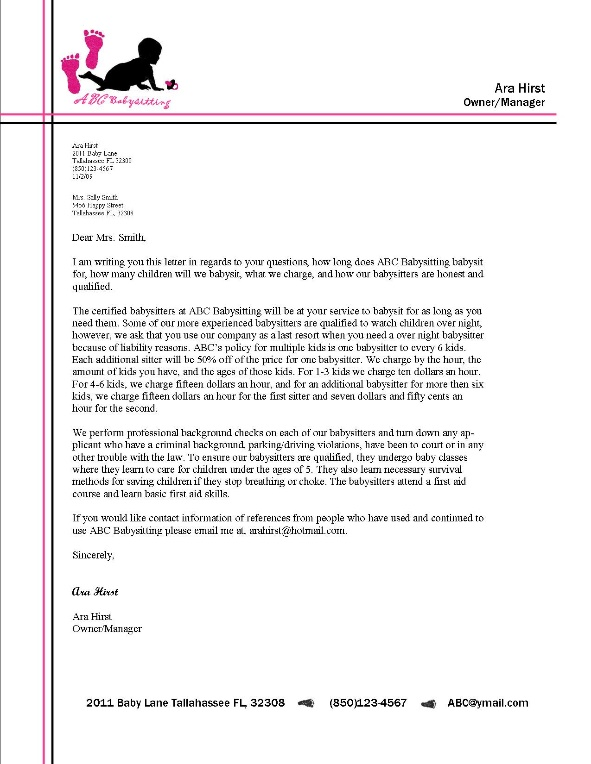 ABC Babysitting
Ara Hirst
Owner/Manager
Ara Hirst
2011 Baby Lane
Tallahassee FL 32308
(850)123-4567
11/2/09
Mrs. Sally Smith
5466 Happy Street
Tallahassee FL, 32304
Dear Mrs. Smith,
I am writing you this letter in regards to your questions, how long does ABC Babysitting babysit
for, how many children will we babysit, what we charge, and how our babysitters are honest and
qualified.
The certified babysitters at ABC Babysitting will be at your service to babysit for as long as you
need them. Some of our more experienced babysitters are qualified to watch children over night,
however, we ask that you use our company as a last resort when you need a over night babysitter
because of liability reasons. ABC's policy for multiple kids is one babysitter to every 6 kids.
Each additional sitter will be 50% off of the price for one babysitter. We charge by the hour, the
amount of kids you have, and the ages of those kids. For 1-3 kids we charge ten dollars an hour.
For 4-6 kids, we charge fifteen dollars an hour, and for an additional babysitter for more then six
kids, we charge fifteen dollars an hour for the first sitter and seven dollars and fifty cents an
hour for the second.
We perform professional background checks on each of our babysitters and turn down any ap-
plicant who have a criminal background, parking/driving violations, have been to court or in any
other trouble with the law. To ensure our babysitters are qualified, they undergo baby classes
where they learn to care for children under the ages of 5. They also learn necessary survival
methods for saving children if they stop breathing or choke. The babysitters attend a first aid
course and learn basic first aid skills.
If you would like contact information of references from people who have used and continued to
use ABC Babysitting please email me at, arahirst@hotmail.com.
Sincerely,
Ara Hirst
Ara Hirst
Owner/Manager
2011 Baby Lane Tallahassee FL, 32308 (850)123-4567 ABC@ymail.com